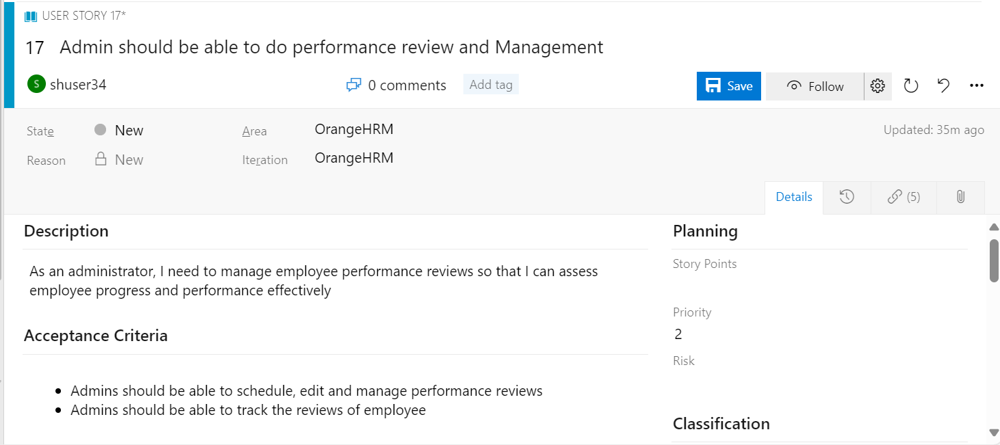 USER STORY 17*
17 Admin should be able to do performance review and Management
S shuser34 0 comments Add tag Save Follow
State New Area OrangeHRM Updated: 35m ago
Reason New Iteration OrangeHRM
Details (5)
Description
As an administrator, I need to manage employee performance reviews so that I can assess
employee progress and performance effectively
Acceptance Criteria
• Admins should be able to schedule, edit and manage performance reviews
• Admins should be able to track the reviews of employee
Planning
Story Points
Priority
2
Risk
Classification